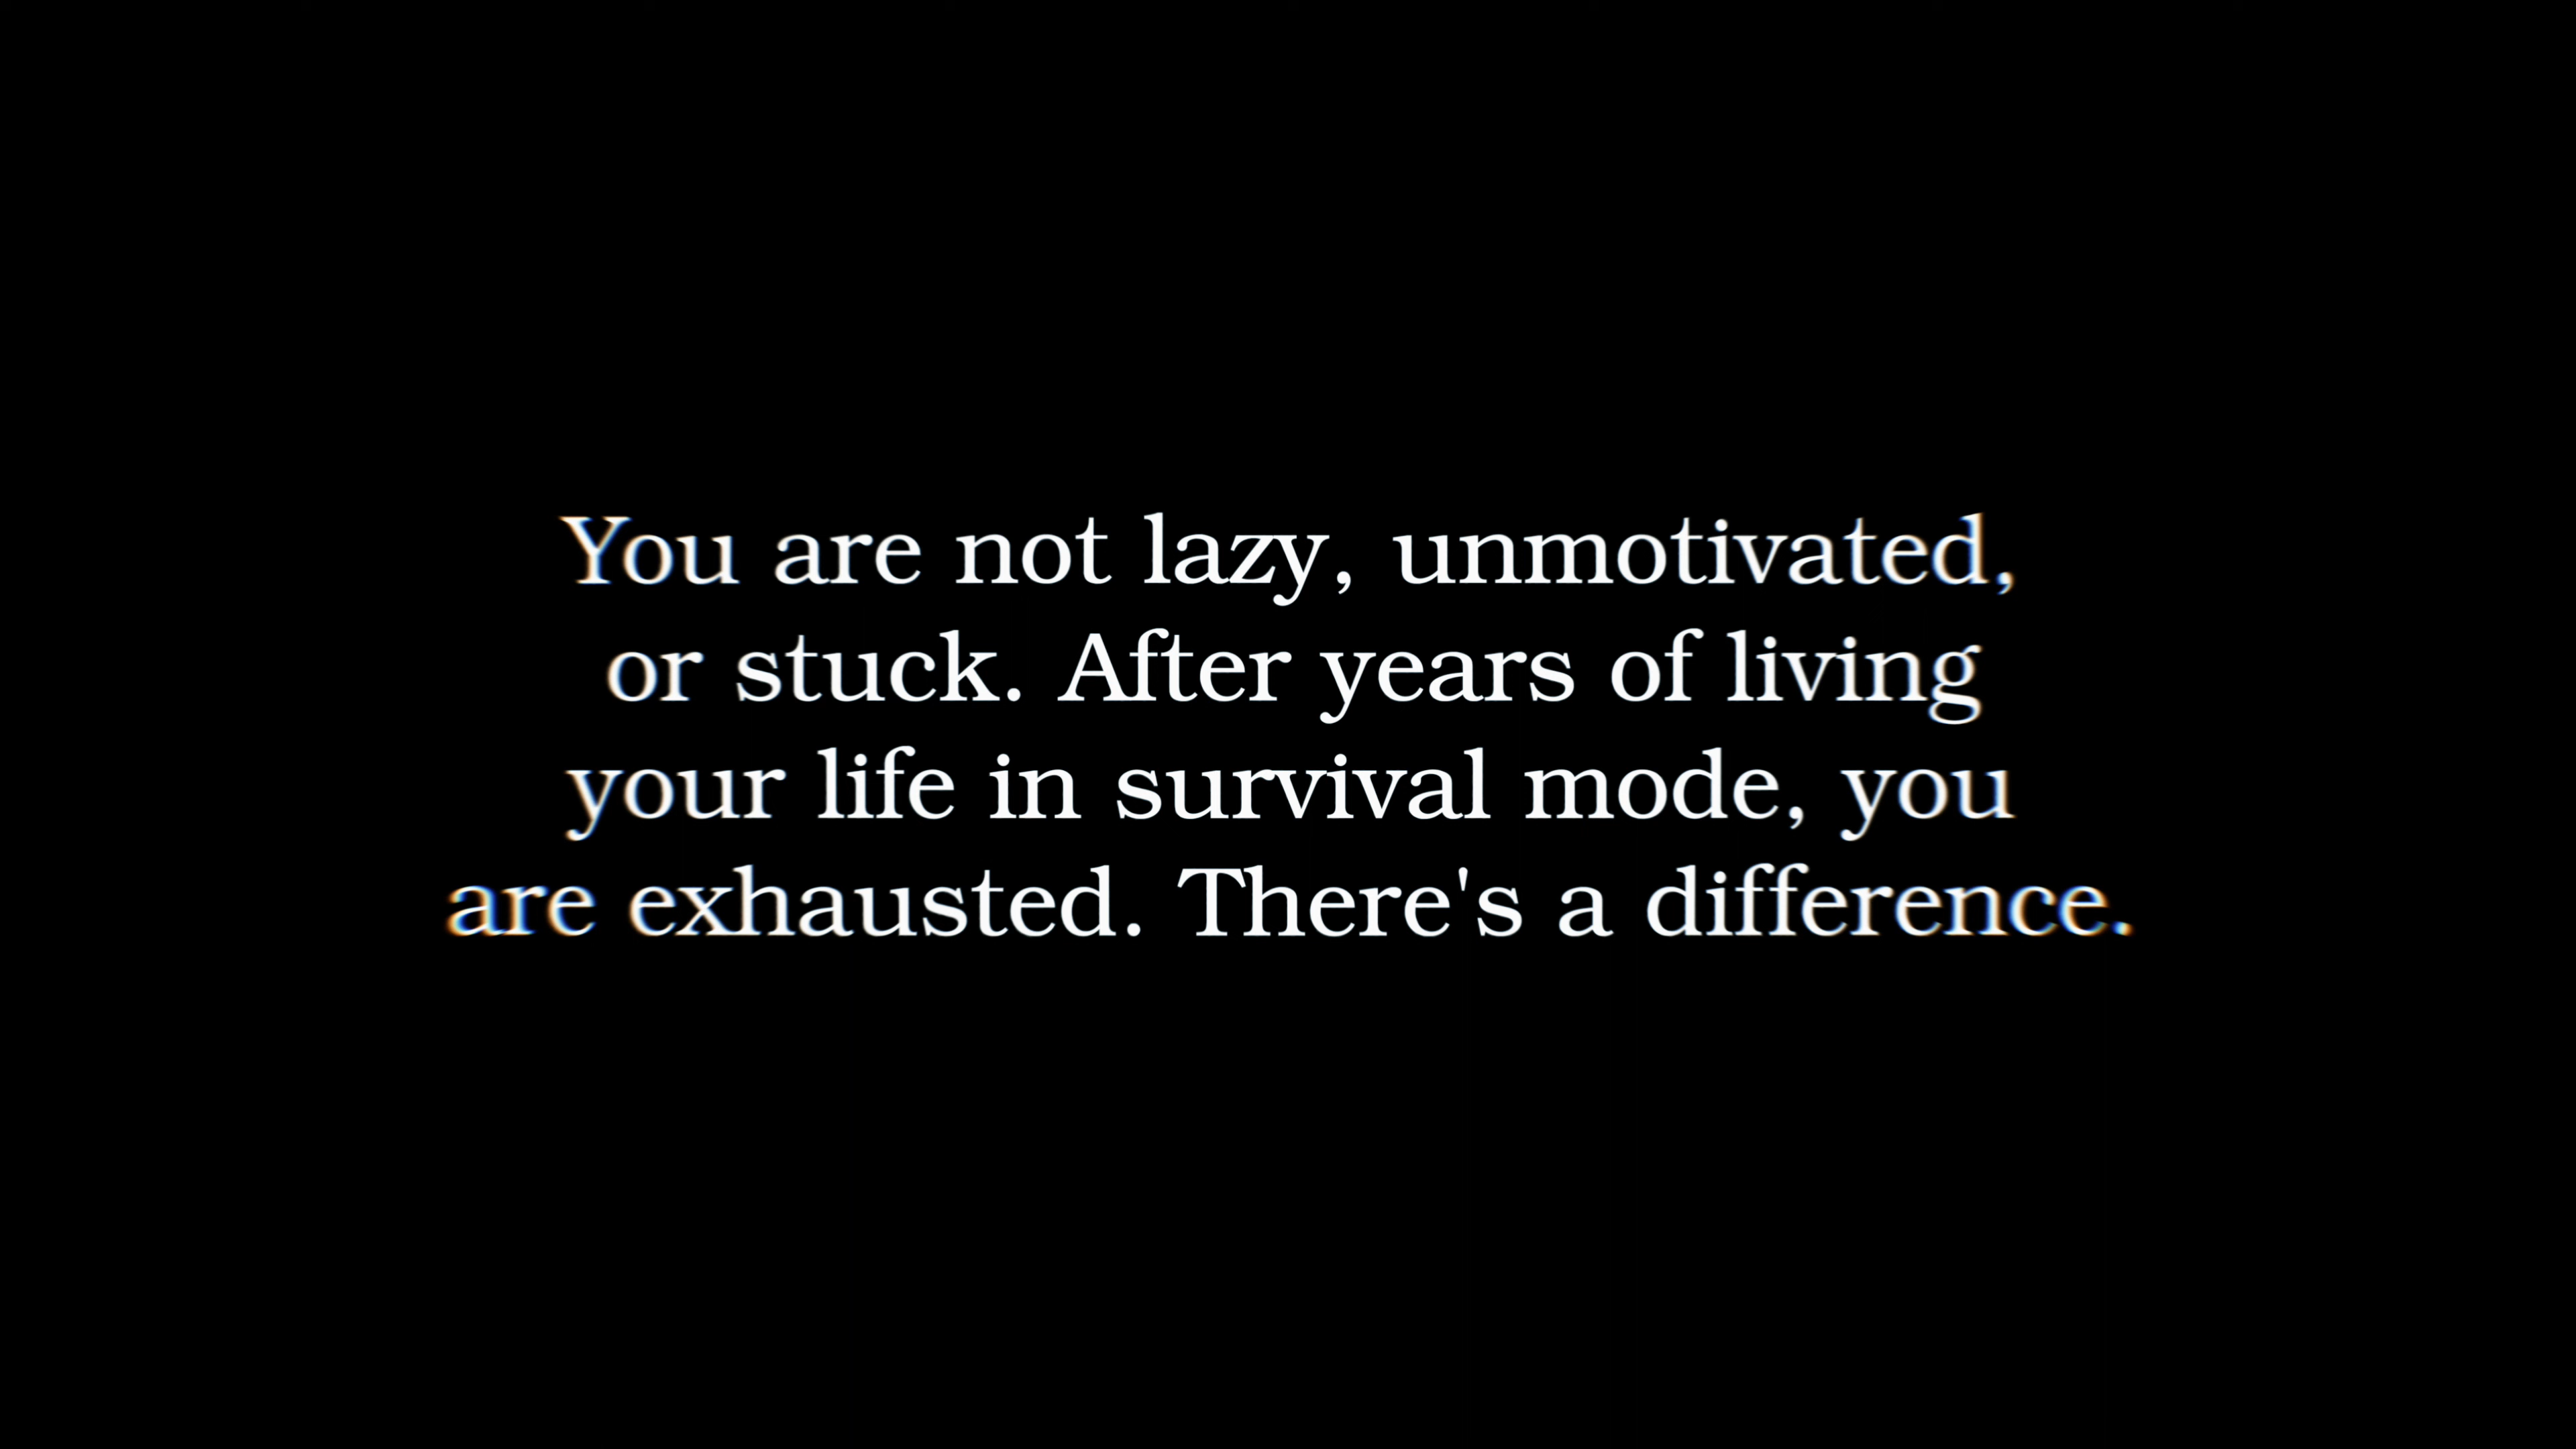 You are not lazy, unmotivated,
or stuck. After years of living
your life in survival mode, you
are exhausted. There's a difference.